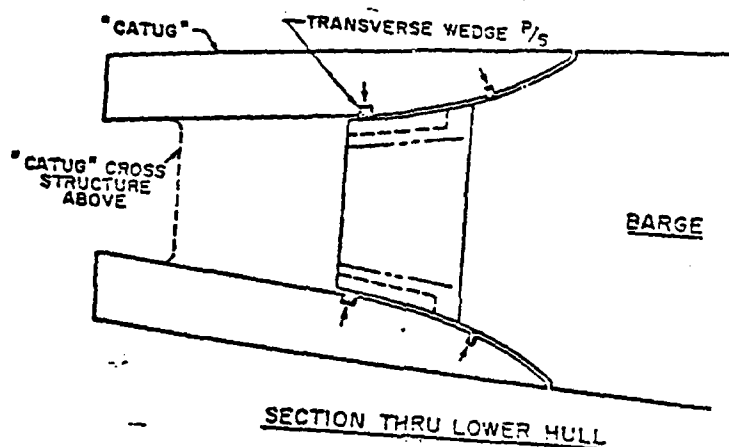 "CATUG"
TRANSVERSE WEDGE P/S
"CATUG" CROSS
STRUCTURE
ABOVE
BARGE
SECTION THRU LOWER HULL